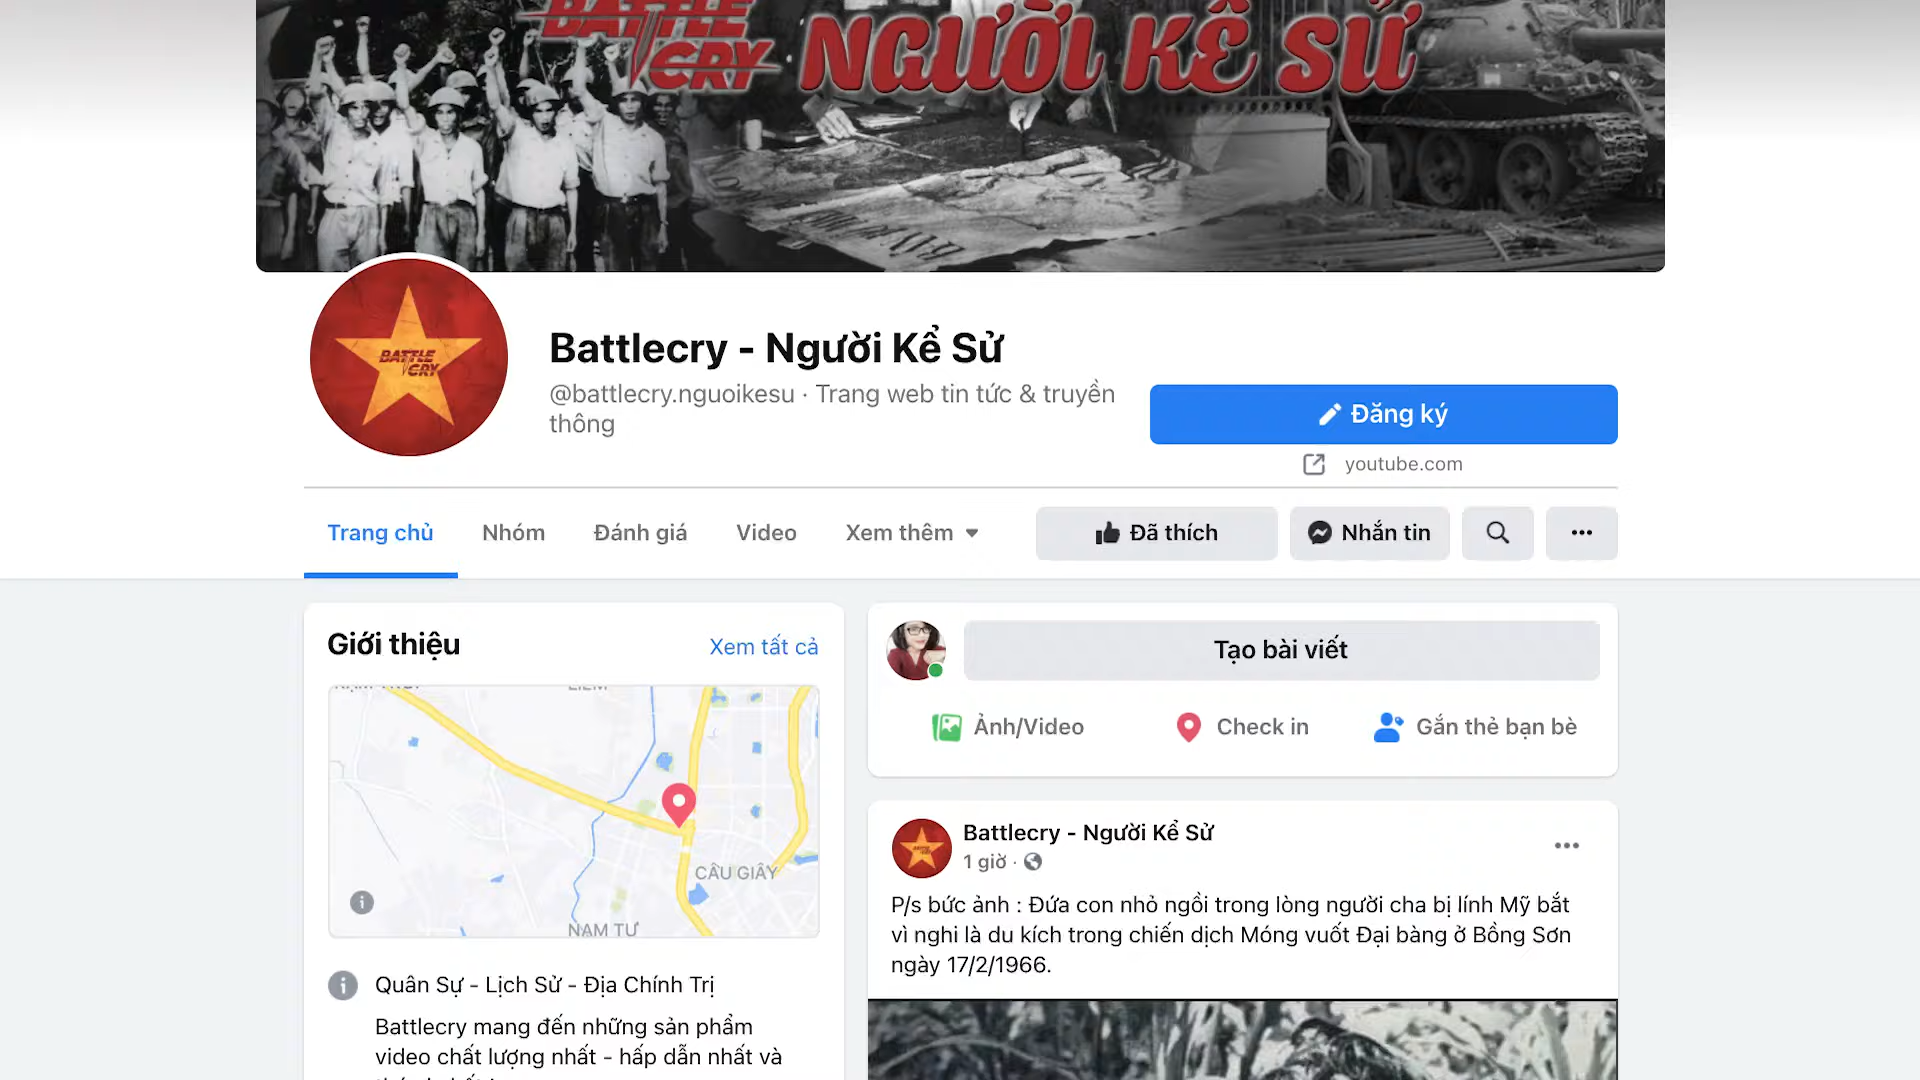 BATTLE
CRY
NGƯỜI KỂ SỬ
BATTLE
CRY
Battlecry - Người Kể Sử
@battlecry.nguoikesu · Trang web tin tức & truyền
thông
Đăng ký
youtube.com
Trang chủ
Nhóm
Đánh giá
Video
Xem thêm
Đã thích
Nhắn tin
Giới thiệu
Xem tất cả
CẦU GIẤY
NAM TƯ
Quân Sự - Lịch Sử - Địa Chính Trị
Battlecry mang đến những sản phẩm
video chất lượng nhất - hấp dẫn nhất và
Tạo bài viết
Ảnh/Video
Check in
Gắn thẻ bạn bè
Battlecry - Người Kể Sử
1 giờ ·
P/s bức ảnh : Đứa con nhỏ ngồi trong lòng người cha bị lính Mỹ bắt
vì nghi là du kích trong chiến dịch Móng vuốt Đại bàng ở Bồng Sơn
ngày 17/2/1966.